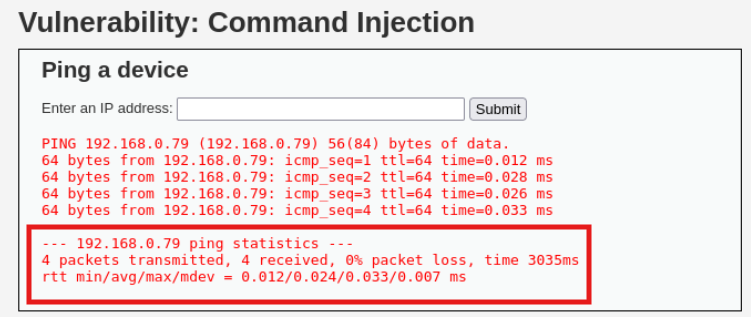 Vulnerability: Command Injection
Ping a device
Enter an IP address: Submit
PING 192.168.0.79 (192.168.0.79) 56(84) bytes of data.
64 bytes from 192.168.0.79: icmp_seq=1 ttl=64 time=0.012 ms
64 bytes from 192.168.0.79: icmp_seq=2 ttl=64 time=0.028 ms
64 bytes from 192.168.0.79: icmp_seq=3 ttl=64 time=0.026 ms
64 bytes from 192.168.0.79: icmp_seq=4 ttl=64 time=0.033 ms
--- 192.168.0.79 ping statistics ---
4 packets transmitted, 4 received, 0% packet loss, time 3035ms
rtt min/avg/max/mdev = 0.012/0.024/0.033/0.007 ms